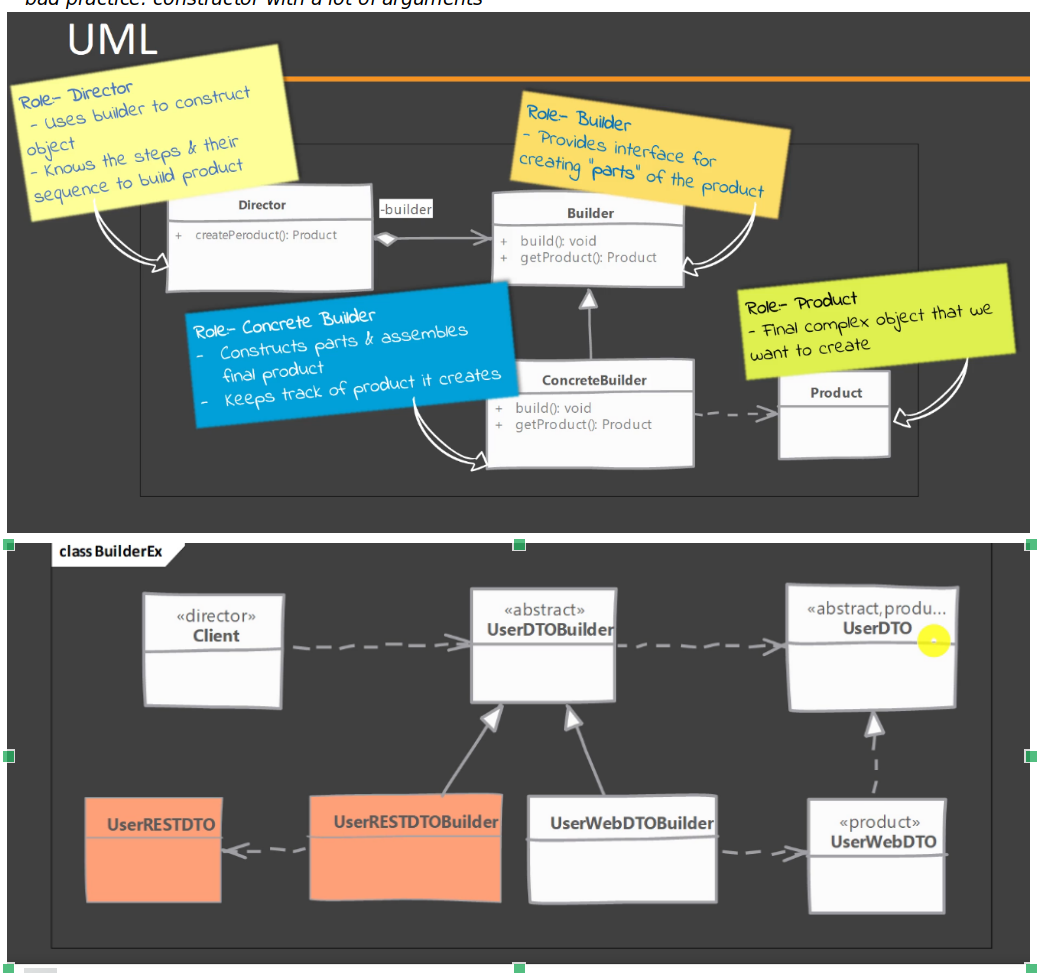 bad practice: constructor with a lot of arguments
UML
Role:- Director
- Uses builder to construct
object
- Knows the steps & their
sequence to build product
Role:- Builder
- Provides interface for
creating "parts" of the product
Director
+ createPeroduct(): Product
-builder
Builder
+ build(): void
+ getProduct(): Product
Role:- Concrete Builder
- Constructs parts & assembles
final product
- Keeps track of product it creates
Role:- Product
- Final complex object that we
want to create
ConcreteBuilder
+ build(): void
+ getProduct(): Product
Product
class BuilderEx
«director»
Client
«abstract»
UserDTOBuilder
«abstract,produ...
UserDTO
UserRESTDTO
UserRESTDTOBuilder
UserWebDTOBuilder
«product»
UserWebDTO